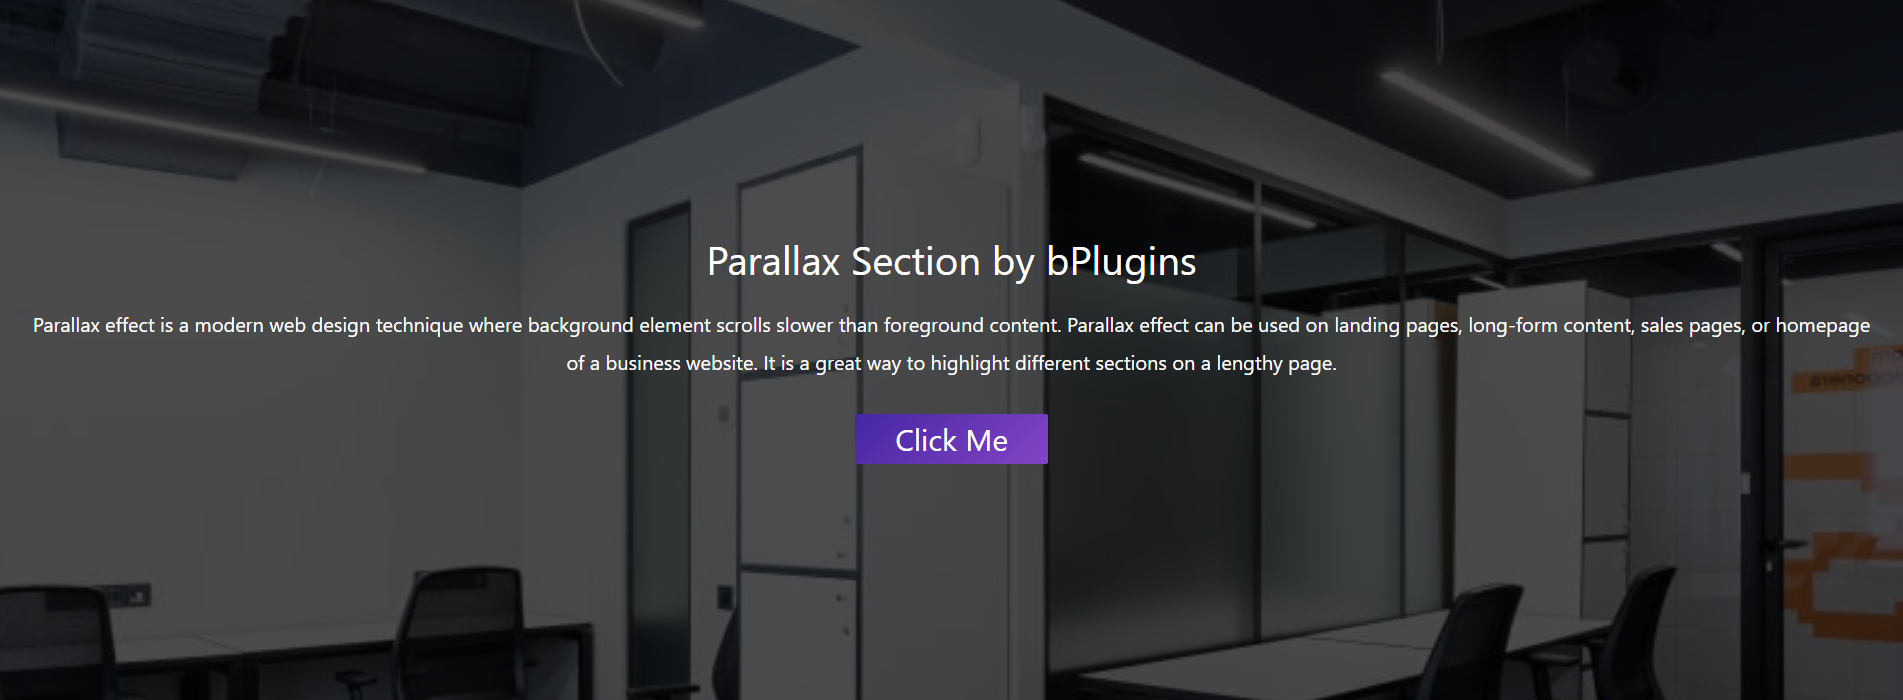 Parallax Section by bPlugins
Parallax effect is a modern web design technique where background element scrolls slower than foreground content. Parallax effect can be used on landing pages, long-form content, sales pages, or homepage
of a business website. It is a great way to highlight different sections on a lengthy page.
Click Me